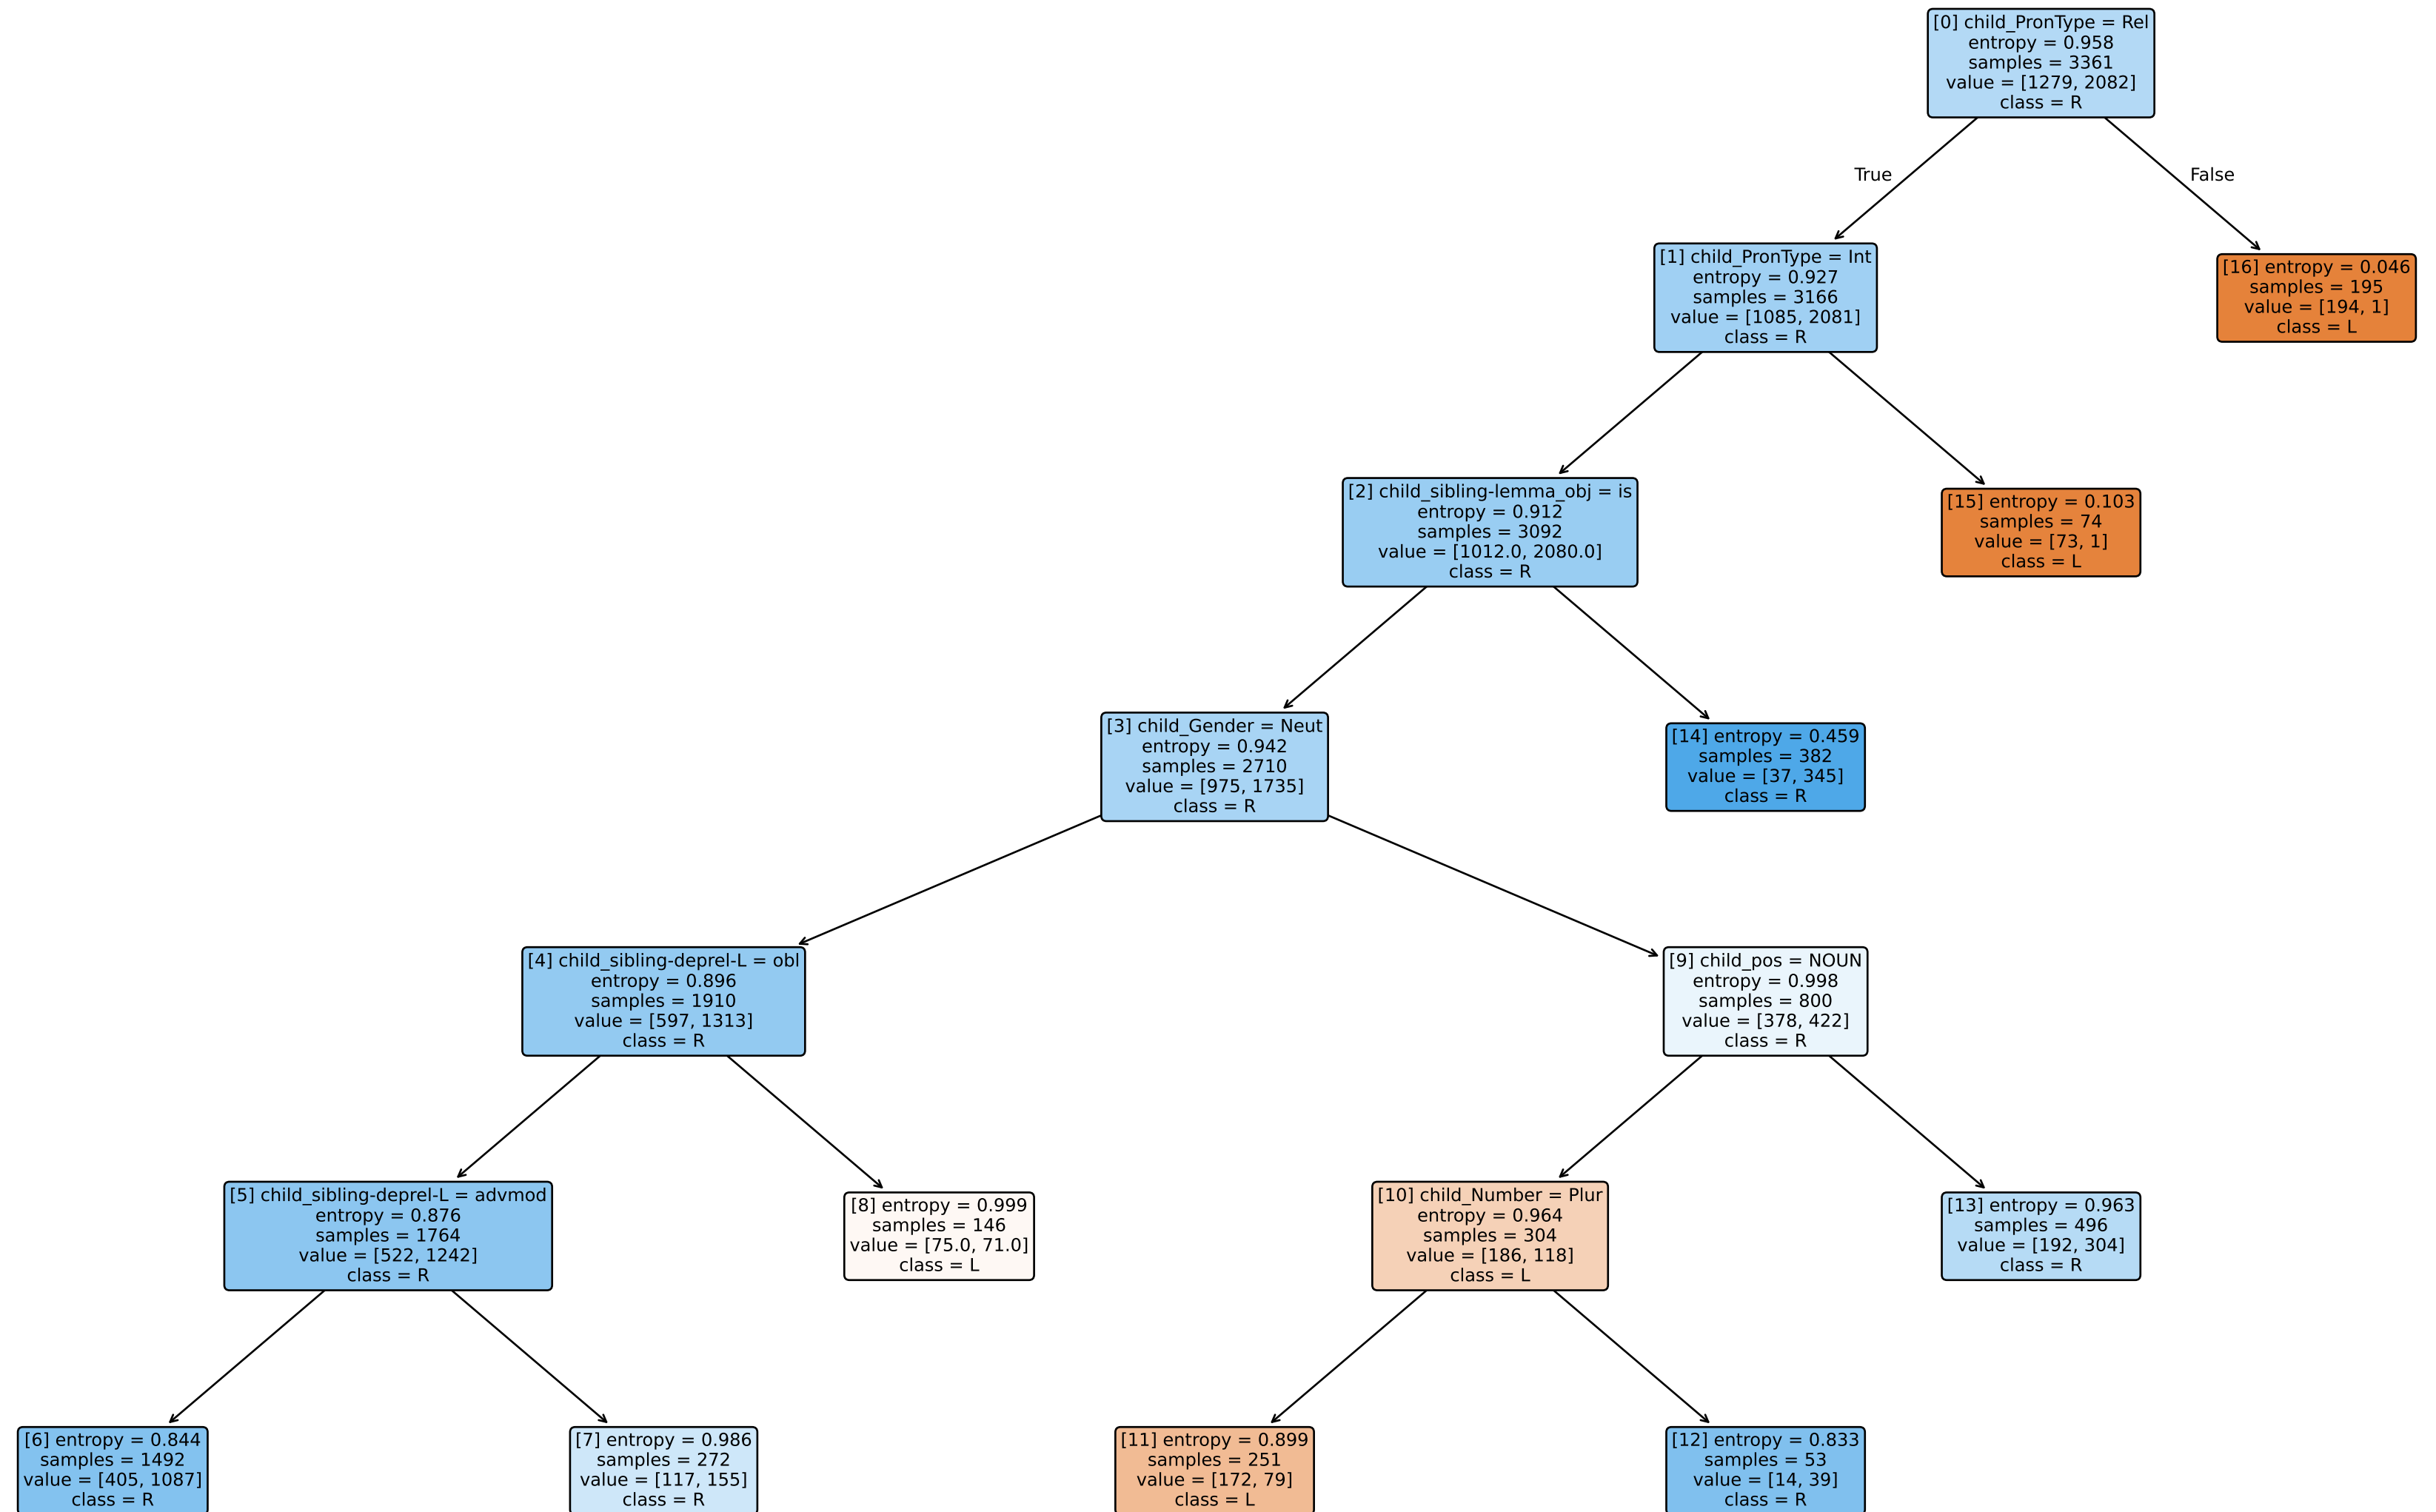 [0] child_PronType = Rel
entropy = 0.958
samples = 3361
value = [1279, 2082]
class = R
True
False
[1] child_PronType = Int
entropy = 0.927
samples = 3166
value = [1085, 2081]
class = R
[16] entropy = 0.046
samples = 195
value = [194, 1]
class = L
[2] child_sibling-lemma_obj = is
entropy = 0.912
samples = 3092
value = [1012.0, 2080.0]
class = R
[15] entropy = 0.103
samples = 74
value = [73, 1]
class = L
[3] child_Gender = Neut
entropy = 0.942
samples = 2710
value = [975, 1735]
class = R
[14] entropy = 0.459
samples = 382
value = [37, 345]
class = R
[4] child_sibling-deprel-L = obl
entropy = 0.896
samples = 1910
value = [597, 1313]
class = R
[9] child_pos = NOUN
entropy = 0.998
samples = 800
value = [378, 422]
class = R
[5] child_sibling-deprel-L = advmod
entropy = 0.876
samples = 1764
value = [522, 1242]
class = R
[8] entropy = 0.999
samples = 146
value = [75.0, 71.0]
class = L
[10] child_Number = Plur
entropy = 0.964
samples = 304
value = [186, 118]
class = L
[13] entropy = 0.963
samples = 496
value = [192, 304]
class = R
[6] entropy = 0.844
samples = 1492
value = [405, 1087]
class = R
[7] entropy = 0.986
samples = 272
value = [117, 155]
class = R
[11] entropy = 0.899
samples = 251
value = [172, 79]
class = L
[12] entropy = 0.833
samples = 53
value = [14, 39]
class = R